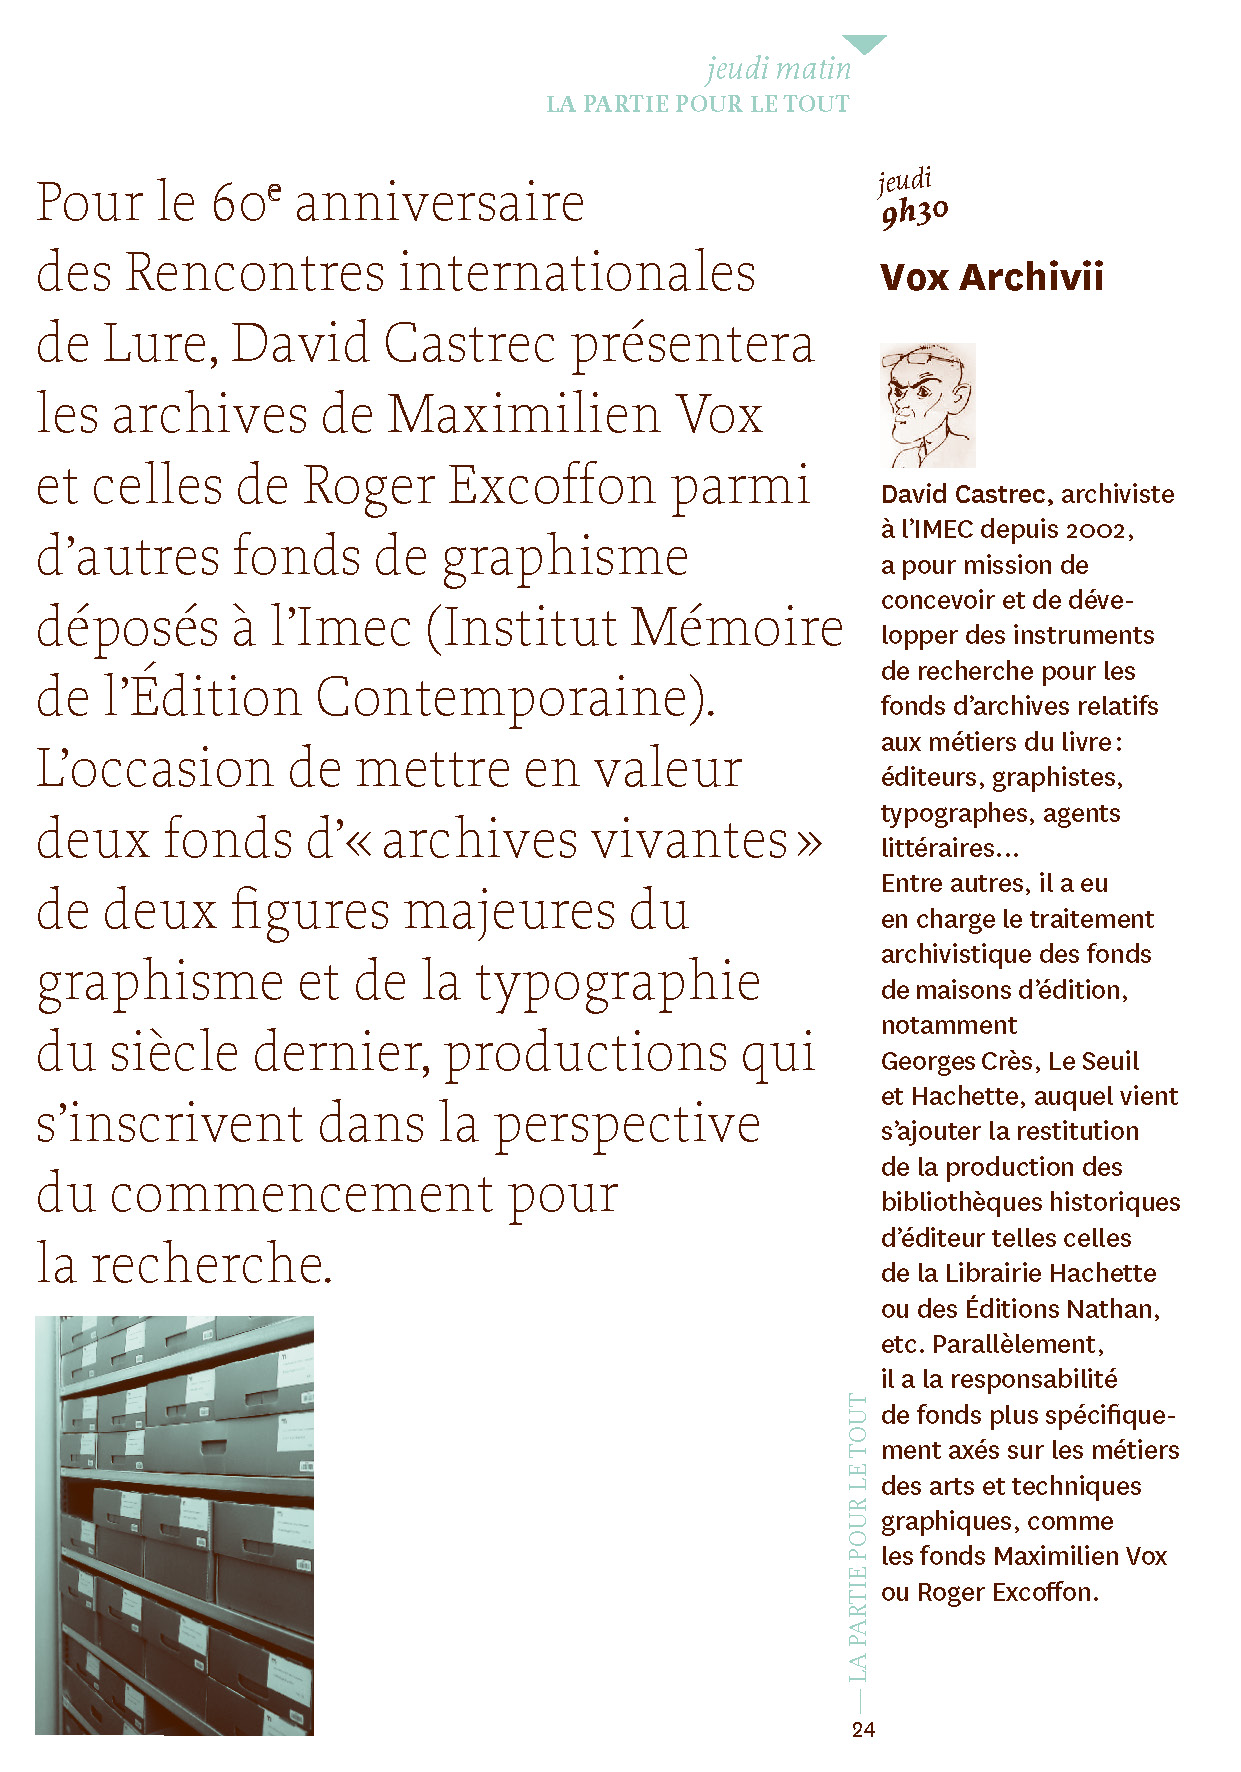 jeudi matin
LA PARTIE POUR LE TOUT
Pour le 60e anniversaire
des Rencontres internationales
de Lure, David Castrec présentera
les archives de Maximilien Vox
et celles de Roger Excoffon parmi
d’autres fonds de graphisme
déposés à l’Imec (Institut Mémoire
de l’Édition Contemporaine).
L’occasion de mettre en valeur
deux fonds d’« archives vivantes »
de deux figures majeures du
graphisme et de la typographie
du siècle dernier, productions qui
s’inscrivent dans la perspective
du commencement pour
la recherche.
jeudi
9h30
Vox Archivii
David Castrec, archiviste
à l’IMEC depuis 2002,
a pour mission de
concevoir et de déve-
lopper des instruments
de recherche pour les
fonds d’archives relatifs
aux métiers du livre :
éditeurs, graphistes,
typographes, agents
littéraires...
Entre autres, il a eu
en charge le traitement
archivistique des fonds
de maisons d’édition,
notamment
Georges Crès, Le Seuil
et Hachette, auquel vient
s’ajouter la restitution
de la production des
bibliothèques historiques
d’éditeur telles celles
de la Librairie Hachette
ou des Éditions Nathan,
etc. Parallèlement,
il a la responsabilité
de fonds plus spécifique-
ment axés sur les métiers
des arts et techniques
graphiques, comme
les fonds Maximilien Vox
ou Roger Excoffon.
— LA PARTIE POUR LE TOUT
24